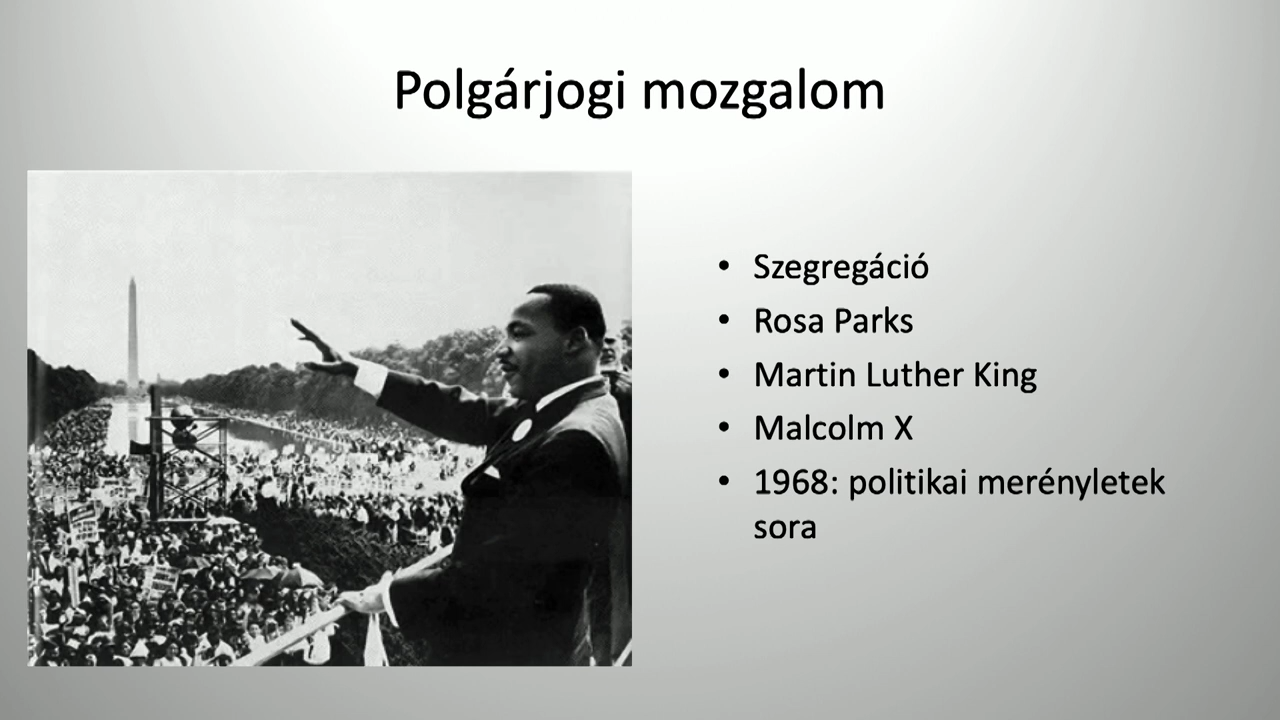 Polgárjogi mozgalom
• Szegregáció
• Rosa Parks
• Martin Luther King
• Malcolm X
• 1968: politikai merényletek
sora